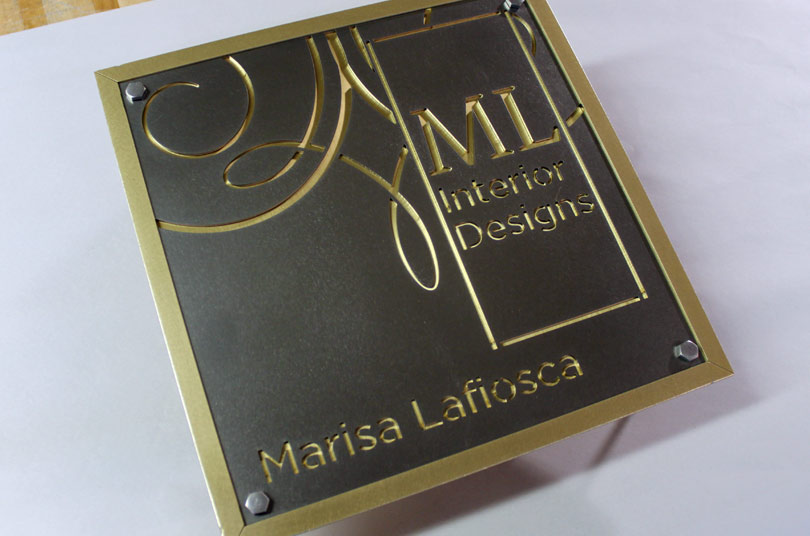 ML
Interior
Designs
Marisa Lafiosca